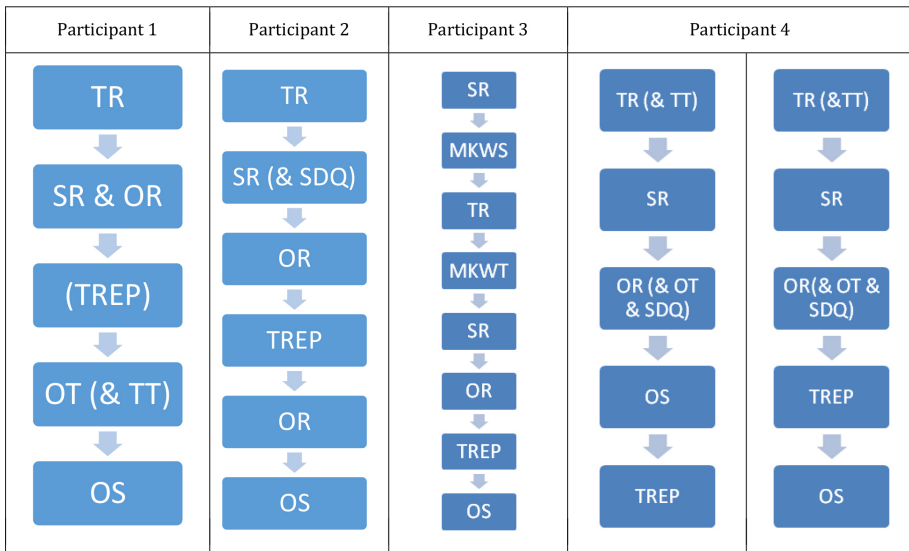 Participant 1
Participant 2
Participant 3
Participant 4
TR
SR & OR
(TREP)
OT (& TT)
OS
TR
SR (& SDQ)
OR
TREP
OR
OS
SR
MKWS
TR
MKWT
SR
OR
TREP
OS
TR (& TT)
SR
OR (& OT
& SDQ)
OS
TREP
TR (&TT)
SR
OR(& OT &
SDQ)
TREP
OS